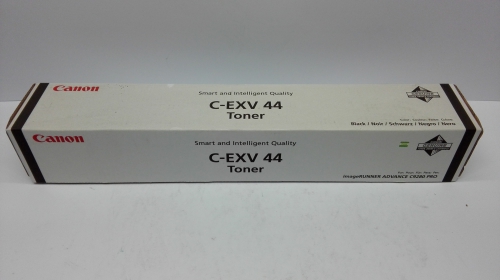 Canon
Smart and Intelligent Quality
C-EXV 44
Toner
Black / Noir / Schwarz / Negro / Nero
Canon
Smart and Intelligent Quality
C-EXV 44
Toner
imageRUNNER ADVANCE C9280 PRO